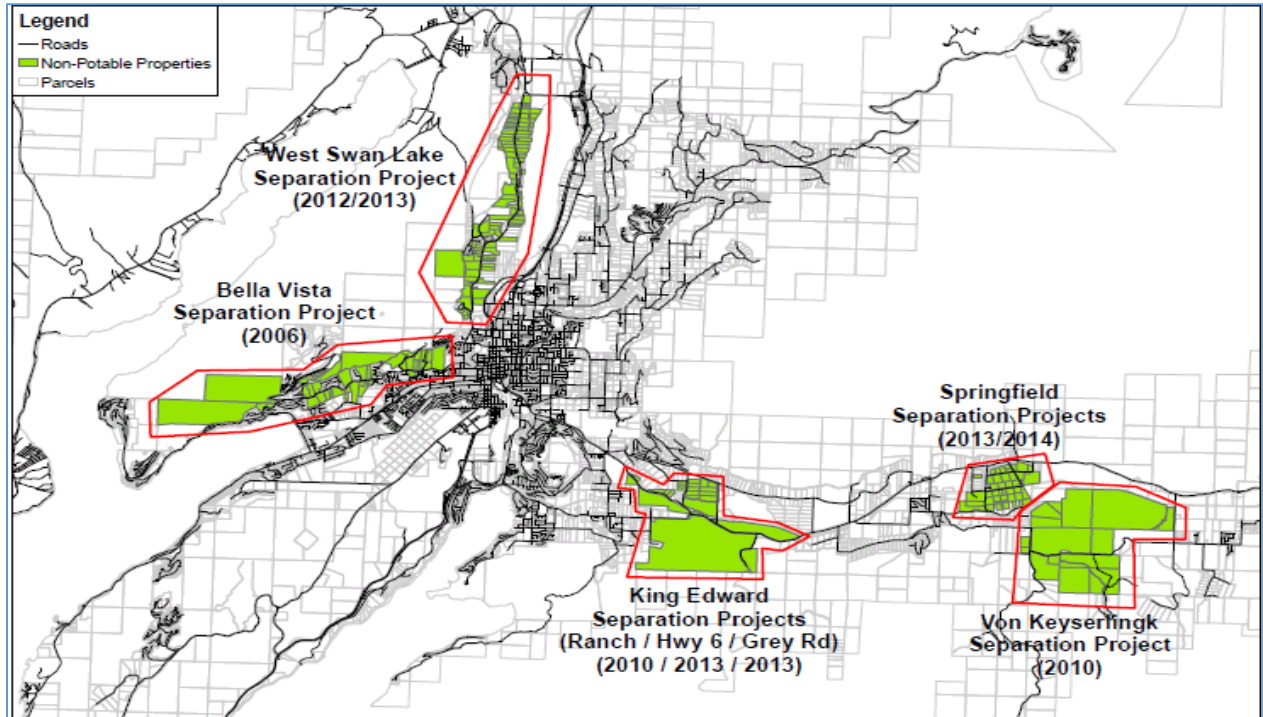 Legend
Roads
Non-Potable Properties
Parcels
West Swan Lake
Separation Project
(2012/2013)
Bella Vista
Separation Project
(2006)
Springfield
Separation Projects
(2013/2014)
King Edward
Separation Projects
(Ranch / Hwy 6 / Grey Rd)
(2010 / 2013 / 2013)
Von Keyserlingk
Separation Project
(2010)